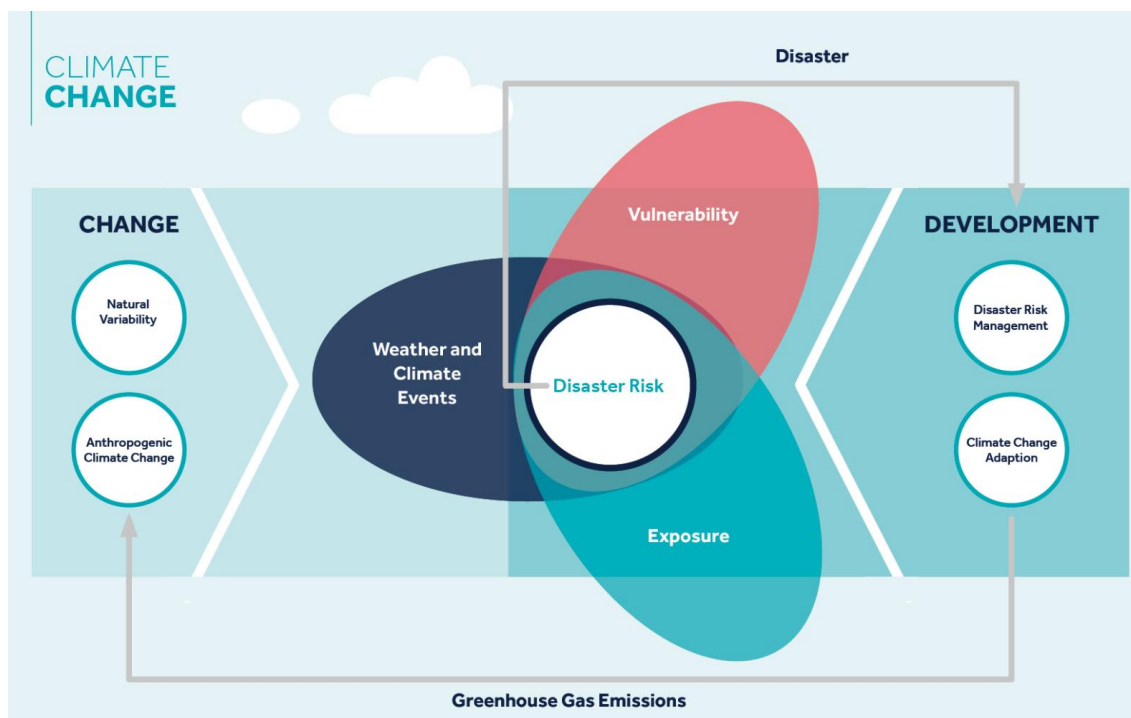 CLIMATE
CHANGE
Disaster
CHANGE
Natural
Variability
Anthropogenic
Climate Change
Weather and
Climate
Events
Vulnerability
Disaster Risk
Exposure
DEVELOPMENT
Disaster Risk
Management
Climate Change
Adaption
Greenhouse Gas Emissions